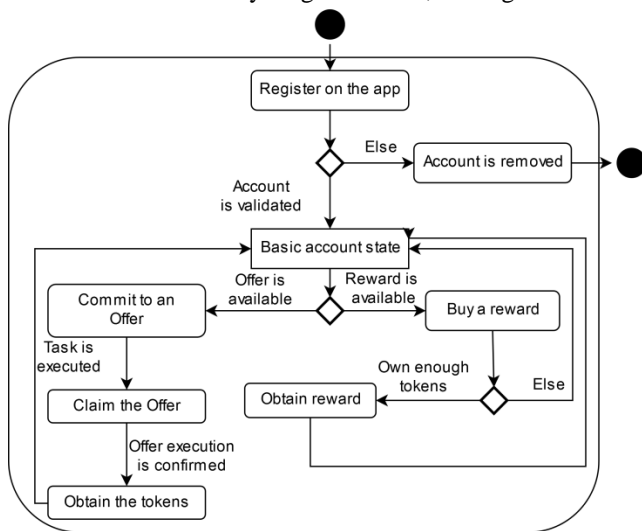 Register on the app
Else
Account is removed
Account
is validated
Basic account state
Offer is
available
Reward is
available
Commit to an
Offer
Buy a reward
Task is
executed
Own enough
tokens
Else
Claim the Offer
Obtain reward
Offer execution
is confirmed
Obtain the tokens